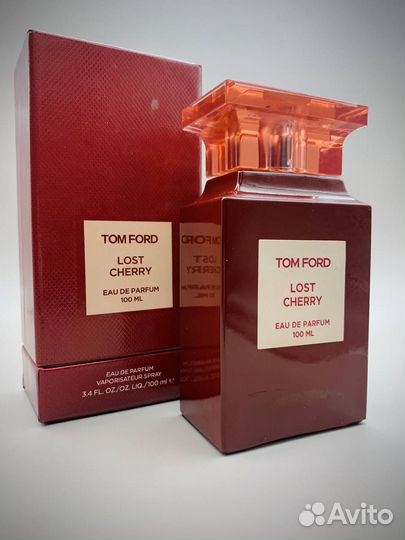 TOM FORD
LOST
CHERRY
EAU DE PARFUM
100 ML
EAU DE PARFUM
VAPORISATEUR SPRAY
3.4 FL. OZ./OZ. LIQ./100 ml e
TOM FORD
LOST
CHERRY
EAU DE PARFUM
100 ML
Avito